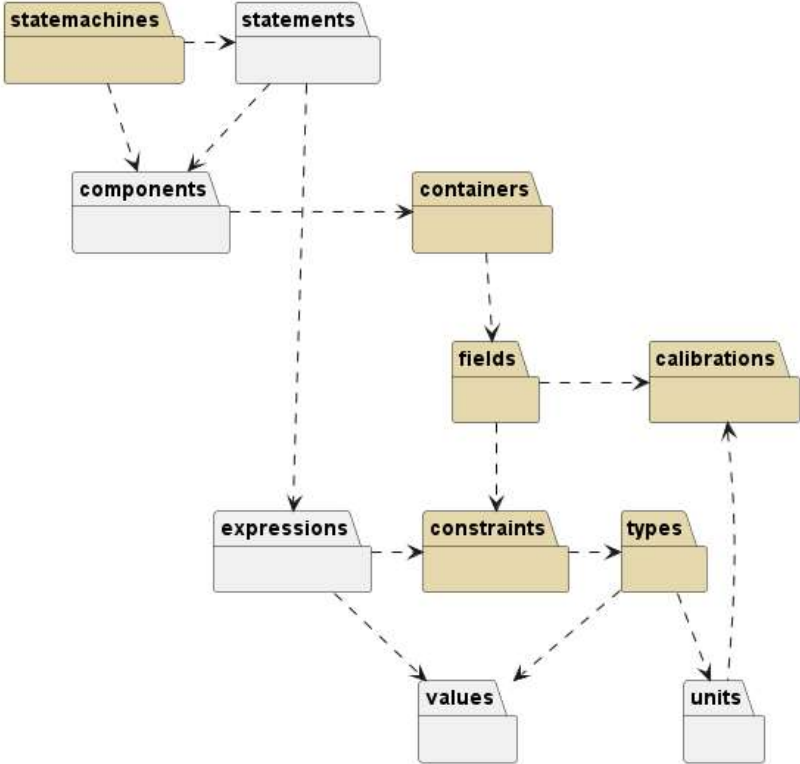 statemachines
statements
components
containers
fields
calibrations
expressions
constraints
types
values
units